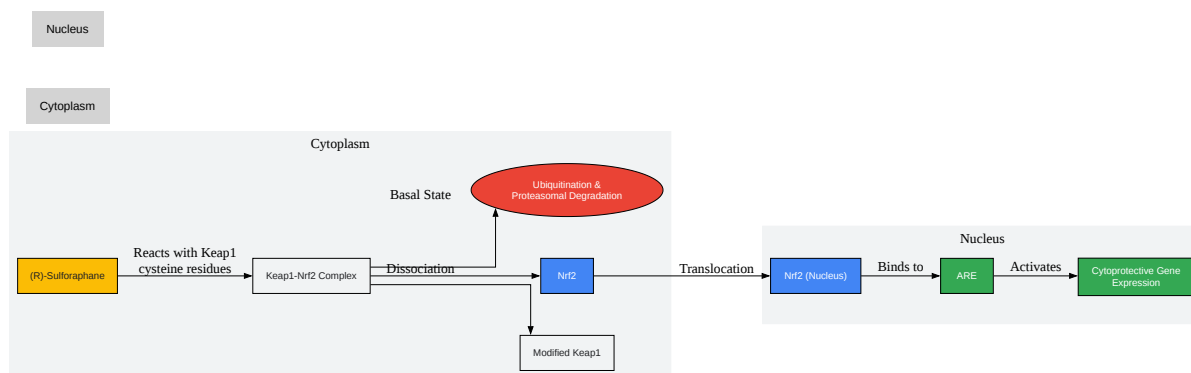 Nucleus
Cytoplasm
Cytoplasm
Ubiquitination &
Proteasomal Degradation
Basal State
Nucleus
Reacts with Keap1
cysteine residues
(R)-Sulforaphane
Keap1-Nrf2 Complex
Dissociation
Nrf2
Translocation
Nrf2 (Nucleus)
Binds to
ARE
Activates
Cytoprotective Gene
Expression
Modified Keap1